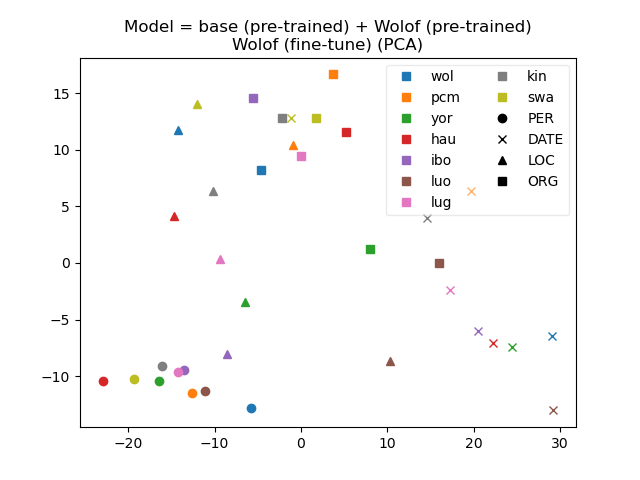 Model = base (pre-trained) + Wolof (pre-trained)
Wolof (fine-tune) (PCA)
15
10
5
0
−5
−10
−20
−10
0
10
20
30
wol
pcm
yor
hau
ibo
luo
lug
kin
swa
PER
DATE
LOC
ORG